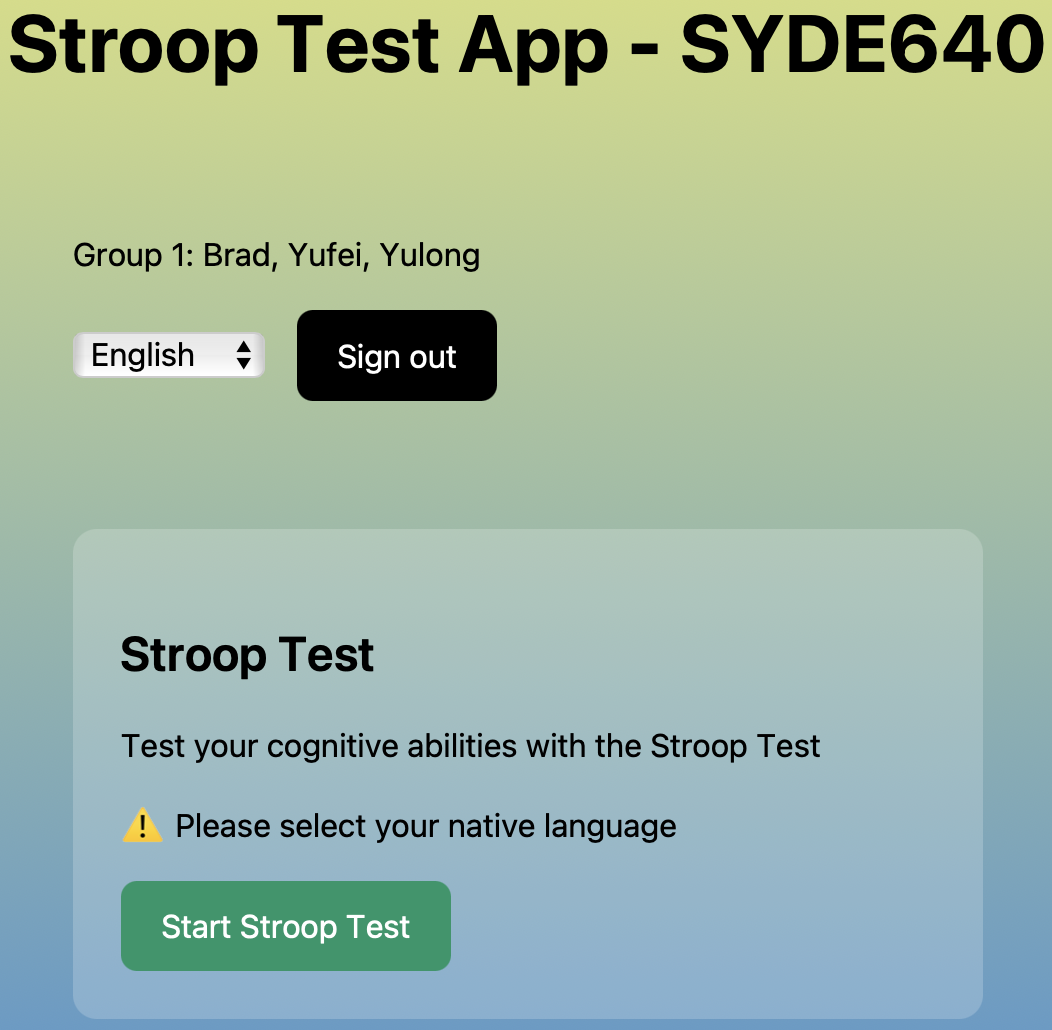 Stroop Test App - SYDE640
Group 1: Brad, Yufei, Yulong
English
Sign out
Stroop Test
Test your cognitive abilities with the Stroop Test
⚠️ Please select your native language
Start Stroop Test